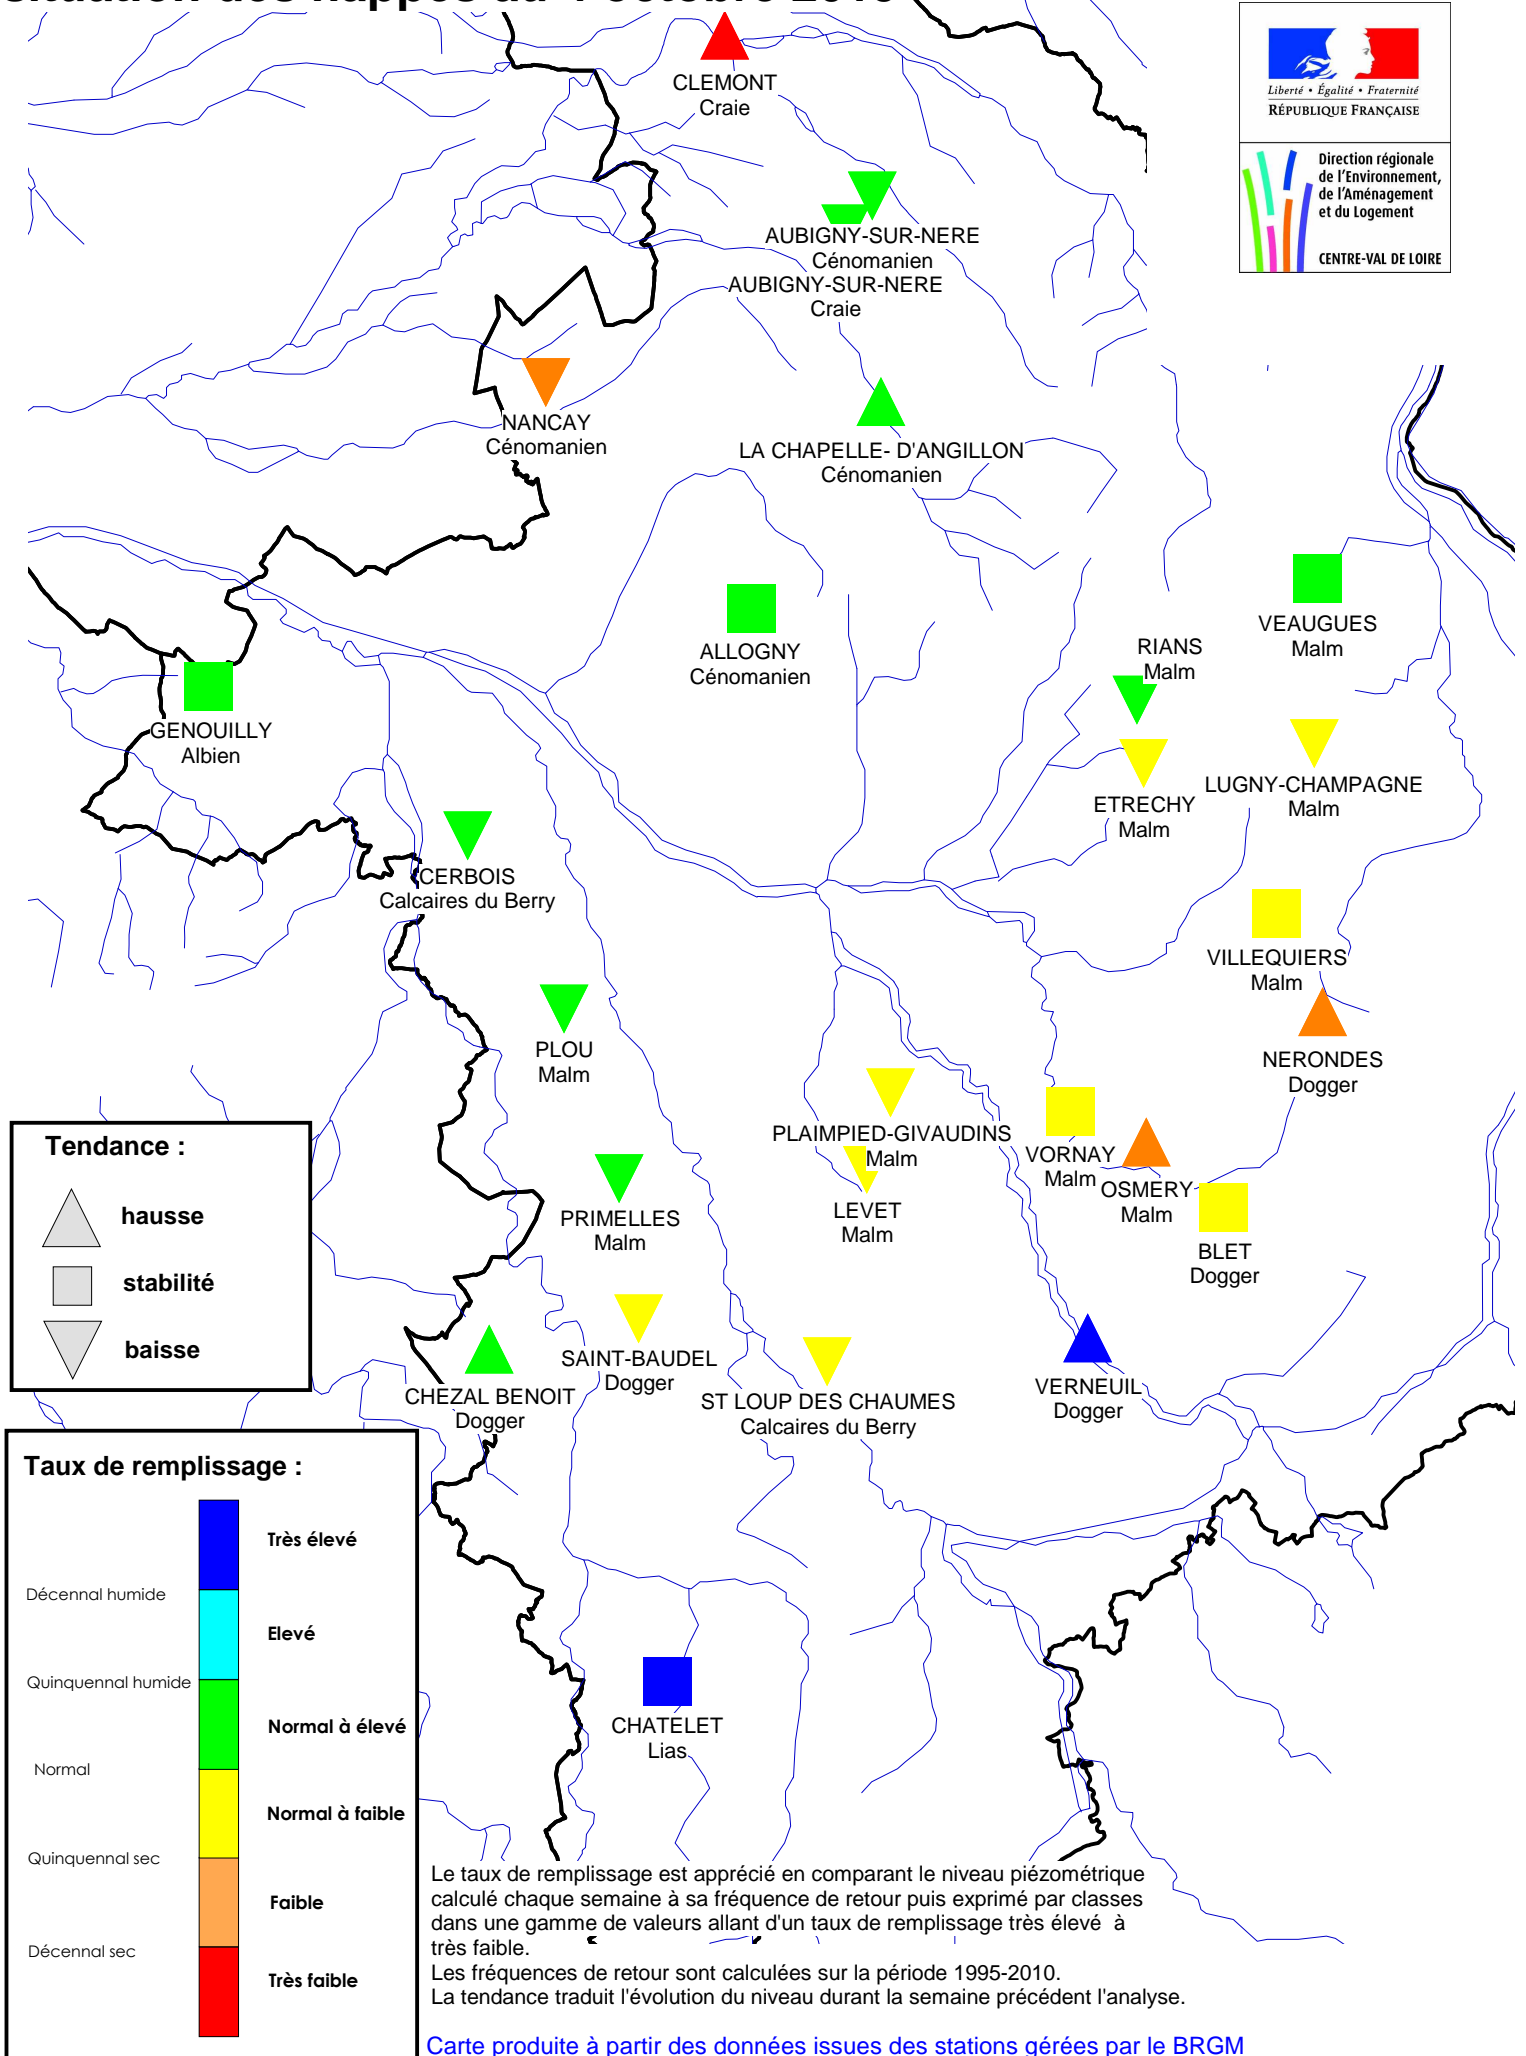 Liberté • Égalité • Fraternité
RÉPUBLIQUE FRANÇAISE
Direction régionale
de l'Environnement,
de l'Aménagement
et du Logement
CENTRE-VAL DE LOIRE
CLEMONT
Craie
AUBIGNY-SUR-NERE
Cénomanien
AUBIGNY-SUR-NERE
Craie
NANCAY
Cénomanien
LA CHAPELLE- D'ANGILLON
Cénomanien
VEAUGUES
Malm
ALLOGNY
Cénomanien
RIANS
Malm
GENOUILLY
Albien
LUGNY-CHAMPAGNE
Malm
ETRECHY
Malm
CERBOIS
Calcaires du Berry
VILLEQUIERS
Malm
PLOU
Malm
NERONDES
Dogger
PLAIMPIED-GIVAUDINS
Malm
VORNAY
Malm
OSMERY
Malm
LEVET
Malm
PRIMELLES
Malm
BLET
Dogger
SAINT-BAUDEL
Dogger
CHEZAL BENOIT
Dogger
ST LOUP DES CHAUMES
Calcaires du Berry
VERNEUIL
Dogger
CHATELET
Lias
Tendance :
hausse
stabilité
baisse
Taux de remplissage :
Très élevé
Décennal humide
Elevé
Quinquennal humide
Normal à élevé
Normal
Normal à faible
Quinquennal sec
Faible
Décennal sec
Très faible
Le taux de remplissage est apprécié en comparant le niveau piézométrique
calculé chaque semaine à sa fréquence de retour puis exprimé par classes
dans une gamme de valeurs allant d'un taux de remplissage très élevé à
très faible.
Les fréquences de retour sont calculées sur la période 1995-2010.
La tendance traduit l'évolution du niveau durant la semaine précédent l'analyse.
Carte produite à partir des données issues des stations gérées par le BRGM